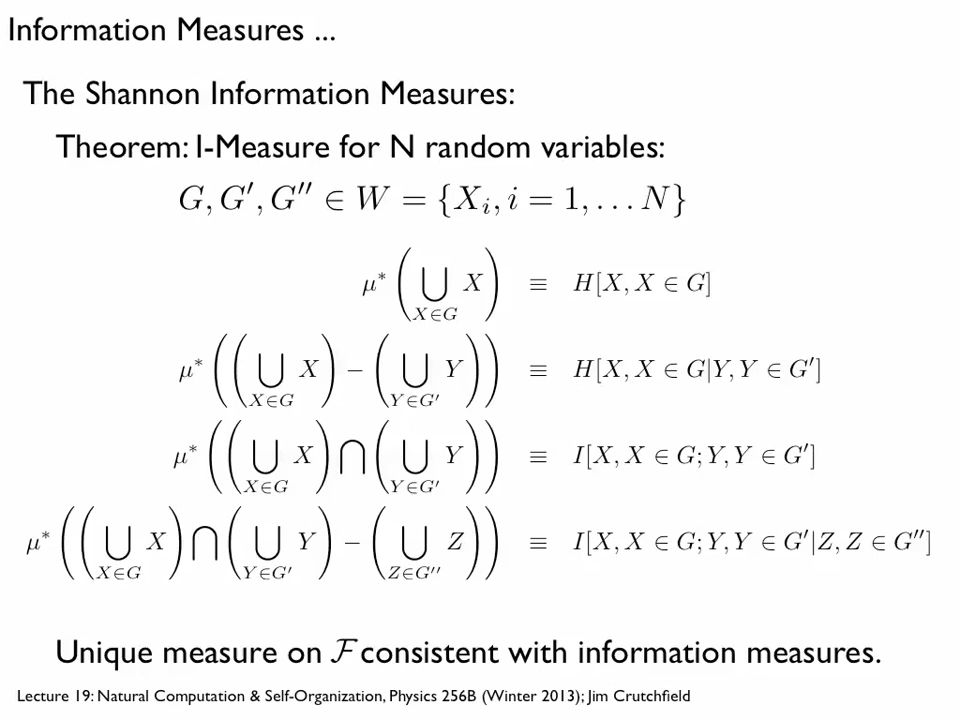 Information Measures ...
The Shannon Information Measures:
Theorem: I-Measure for N random variables:
G, G′, G″ ∈ W = {X_i, i = 1, . . . N}
μ* ( ⋃_{X∈G} X ) ≡ H[X, X ∈ G]
μ* ( ( ⋃_{X∈G} X ) − ( ⋃_{Y∈G′} Y ) ) ≡ H[X, X ∈ G|Y, Y ∈ G′]
μ* ( ( ⋃_{X∈G} X ) ⋂ ( ⋃_{Y∈G′} Y ) ) ≡ I[X, X ∈ G; Y, Y ∈ G′]
μ* ( ( ⋃_{X∈G} X ) ⋂ ( ⋃_{Y∈G′} Y ) − ( ⋃_{Z∈G″} Z ) ) ≡ I[X, X ∈ G; Y, Y ∈ G′|Z, Z ∈ G″]
Unique measure on ℱ consistent with information measures.
Lecture 19: Natural Computation & Self-Organization, Physics 256B (Winter 2013); Jim Crutchfield